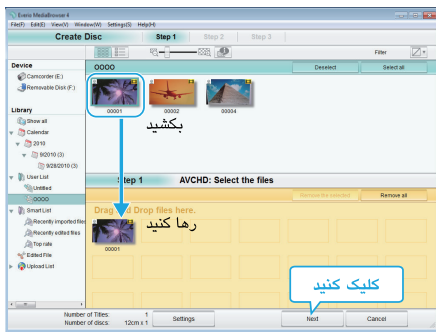 Everio MediaBrowser 4
File(F) Edit(E) View(V) Window(W) Settings(S) Help(H)
Create Disc
Step 1
Step 2
Step 3
Filter
Device
Camcorder (E:)
Removable Disk (F:)
Library
Show all
Calendar
2010
9/2010 (3)
9/28/2010 (3)
User List
Untitled
OOOO
Smart List
Recently imported files
Recently edited files
Top rate
Edited File
Upload List
OOOO
Deselect
Select all
00001
00002
00004
بکشید
Step 1 AVCHD: Select the files
Remove the selected
Remove all
Drag and Drop files here.
رها کنید
00001
کلیک کنید
Number of Titles: 1
Number of discs: 12cm x 1
Settings
Next
Cancel